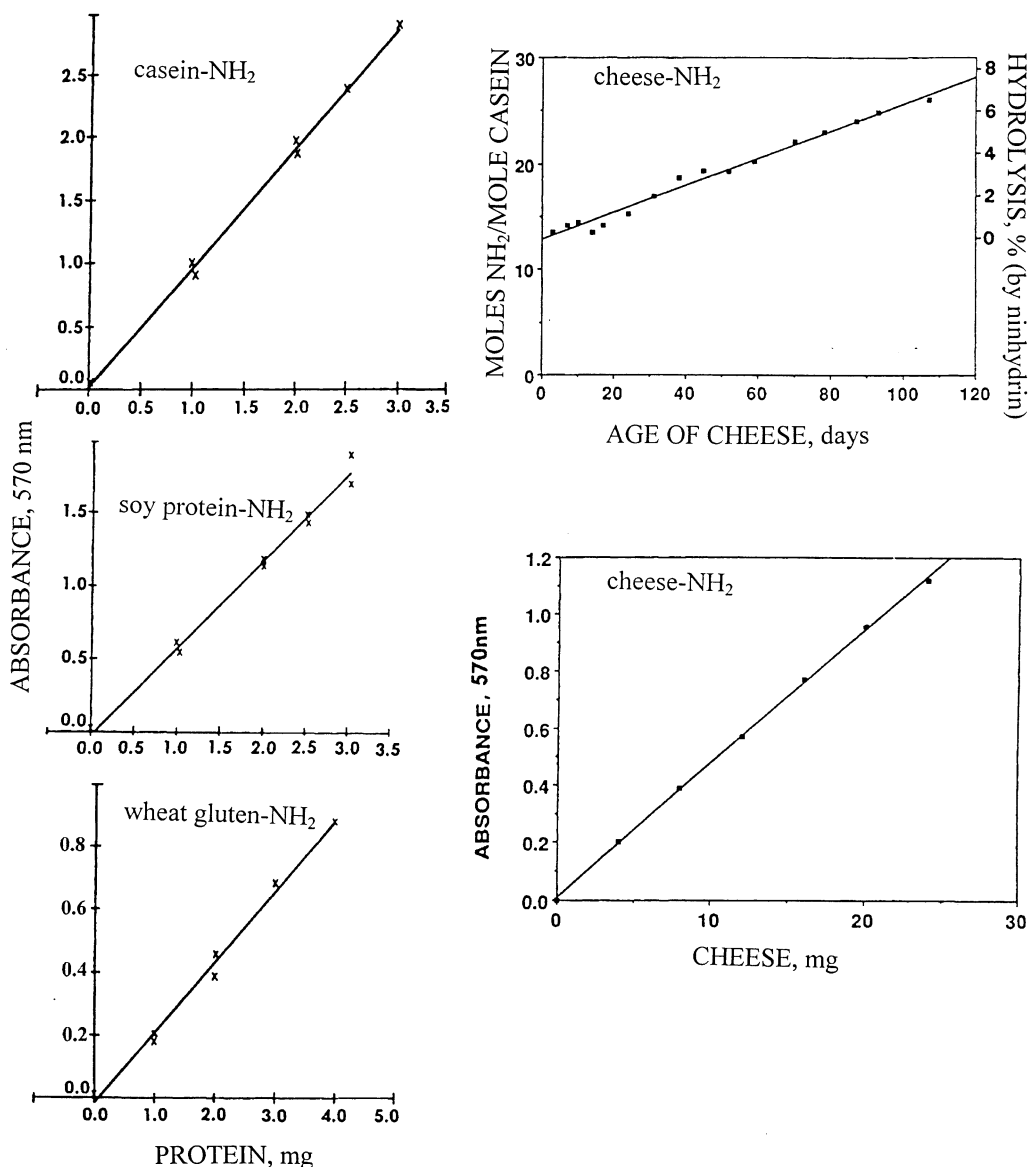 casein-NH₂
2.5
2.0
1.5
1.0
0.5
0.0
0.0 0.5 1.0 1.5 2.0 2.5 3.0 3.5
ABSORBANCE, 570 nm
soy protein-NH₂
1.5
1.0
0.5
0.0
0.0 0.5 1.0 1.5 2.0 2.5 3.0 3.5
wheat gluten-NH₂
0.8
0.6
0.4
0.2
0.0
0.0 1.0 2.0 3.0 4.0 5.0
PROTEIN, mg
MOLES NH₂/MOLE CASEIN
cheese-NH₂
30
20
10
0
8
6
4
2
0
HYDROLYSIS, % (by ninhydrin)
0 20 40 60 80 100 120
AGE OF CHEESE, days
ABSORBANCE, 570nm
cheese-NH₂
1.2
1.0
0.8
0.6
0.4
0.2
0.0
0 10 20 30
CHEESE, mg